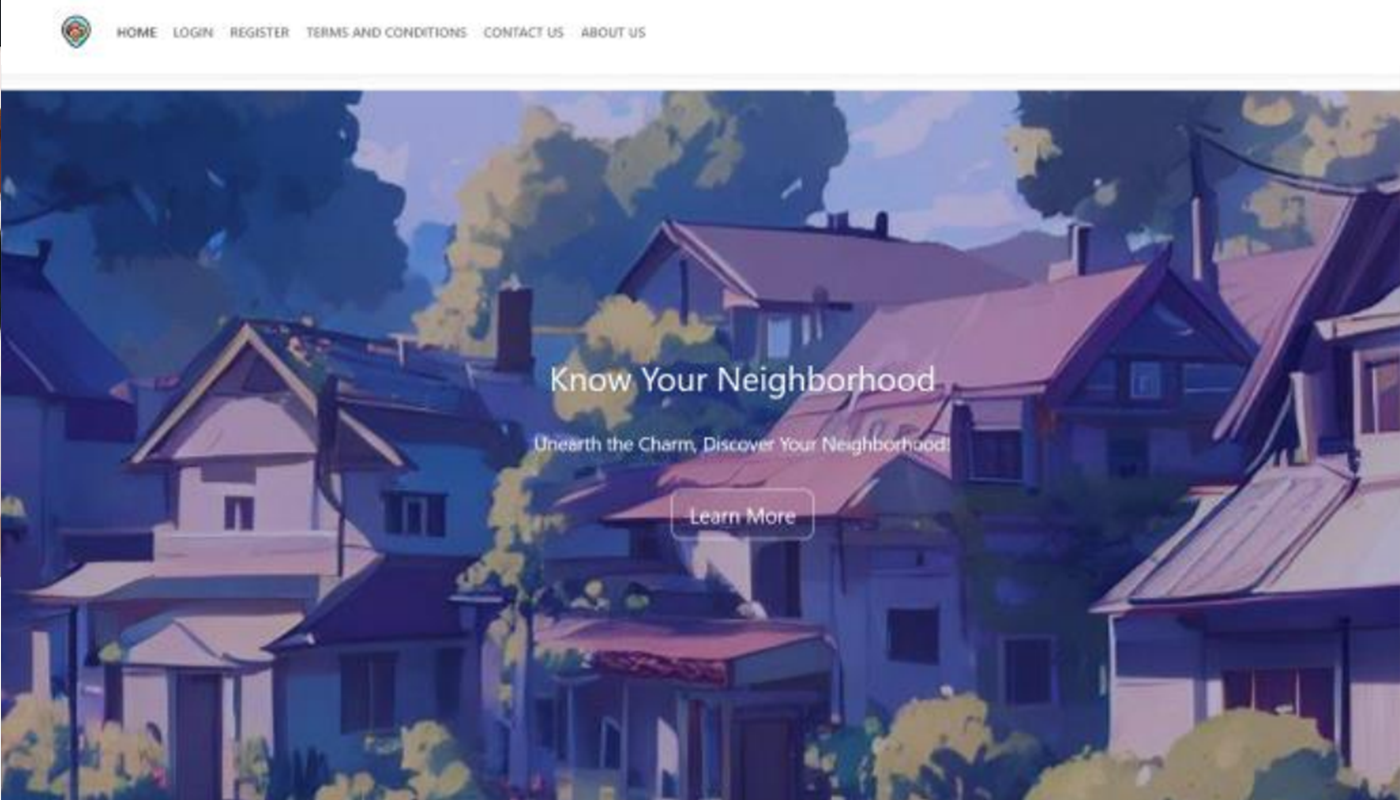 HOME LOGIN REGISTER TERMS AND CONDITIONS CONTACT US ABOUT US
Know Your Neighborhood
Unearth the Charm, Discover Your Neighborhood!
Learn More